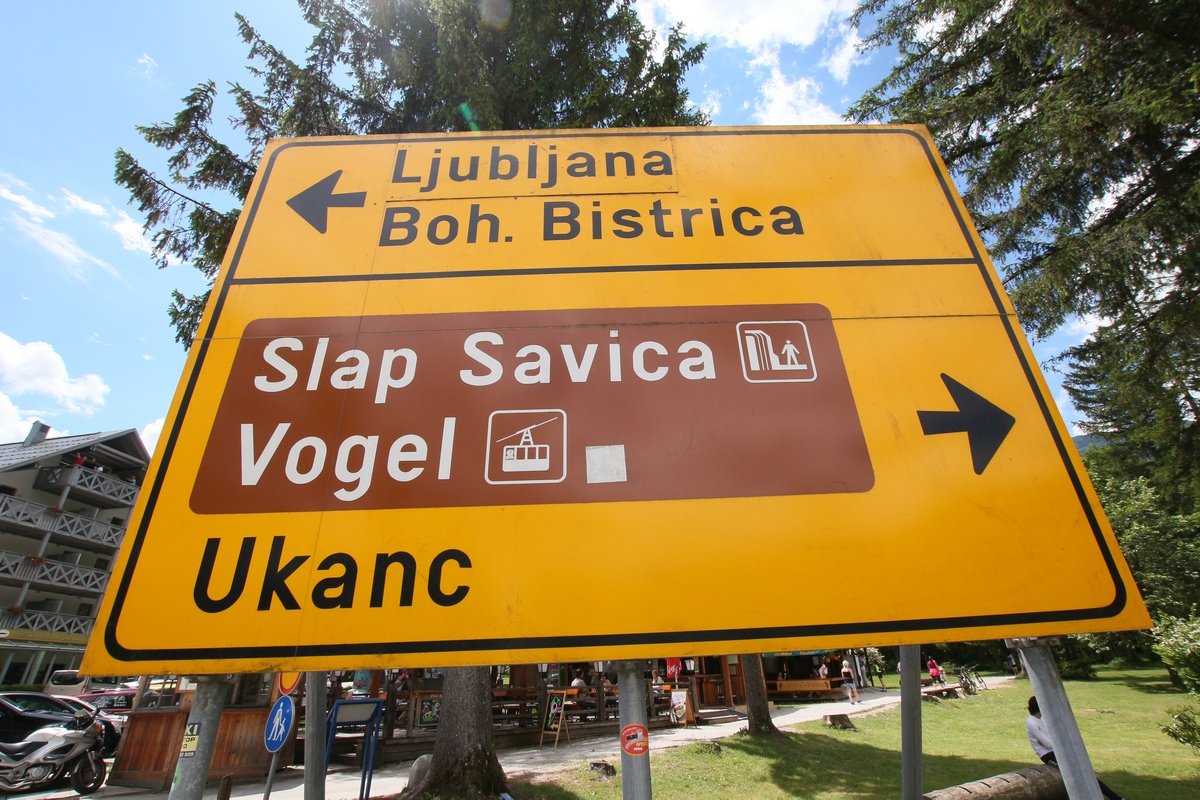 Ljubljana
Boh. Bistrica
Slap Savica
Vogel
Ukanc